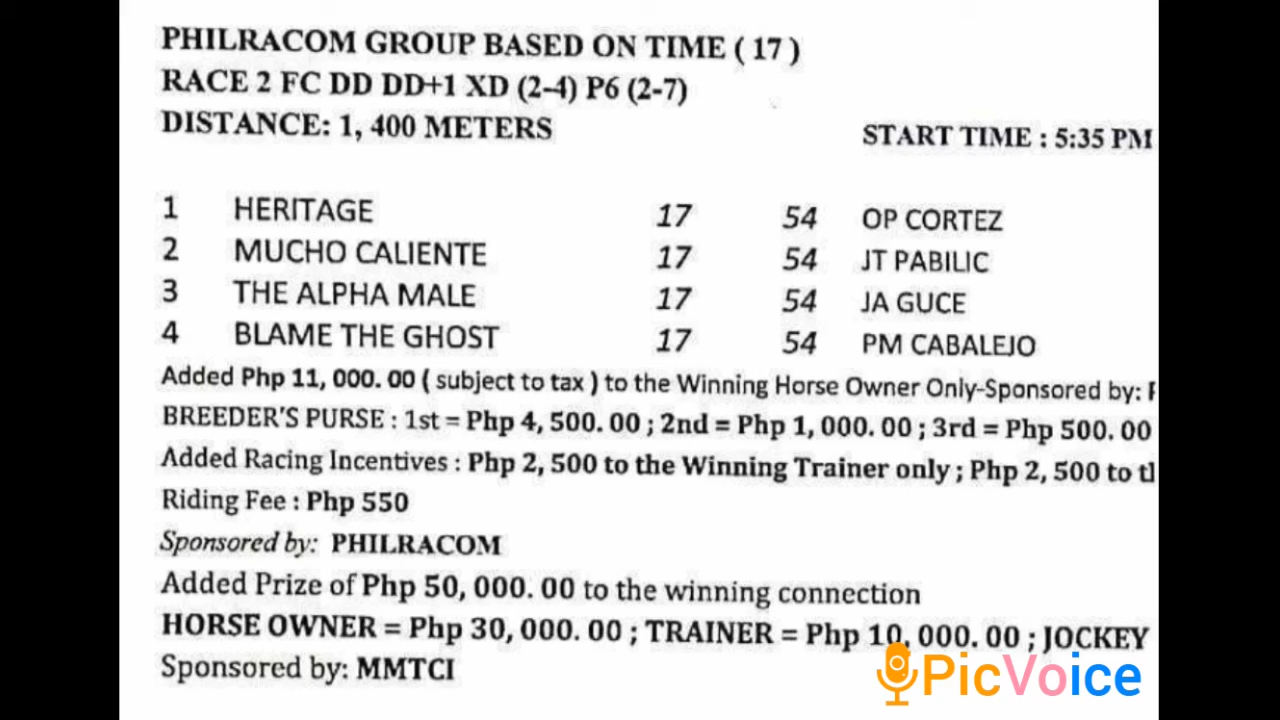 PHILRACOM GROUP BASED ON TIME ( 17 )
RACE 2 FC DD DD+1 XD (2-4) P6 (2-7)
DISTANCE: 1, 400 METERS START TIME : 5:35 PM
1 HERITAGE 17 54 OP CORTEZ
2 MUCHO CALIENTE 17 54 JT PABILIC
3 THE ALPHA MALE 17 54 JA GUCE
4 BLAME THE GHOST 17 54 PM CABALEJO
Added Php 11, 000. 00 ( subject to tax ) to the Winning Horse Owner Only-Sponsored by:
BREEDER'S PURSE : 1st = Php 4, 500. 00 ; 2nd = Php 1, 000. 00 ; 3rd = Php 500. 00
Added Racing Incentives : Php 2, 500 to the Winning Trainer only ; Php 2, 500 to
Riding Fee : Php 550
Sponsored by: PHILRACOM
Added Prize of Php 50, 000. 00 to the winning connection
HORSE OWNER = Php 30, 000. 00 ; TRAINER = Php 10, 000. 00 ; JOCKEY
Sponsored by: MMTCI
PicVoice